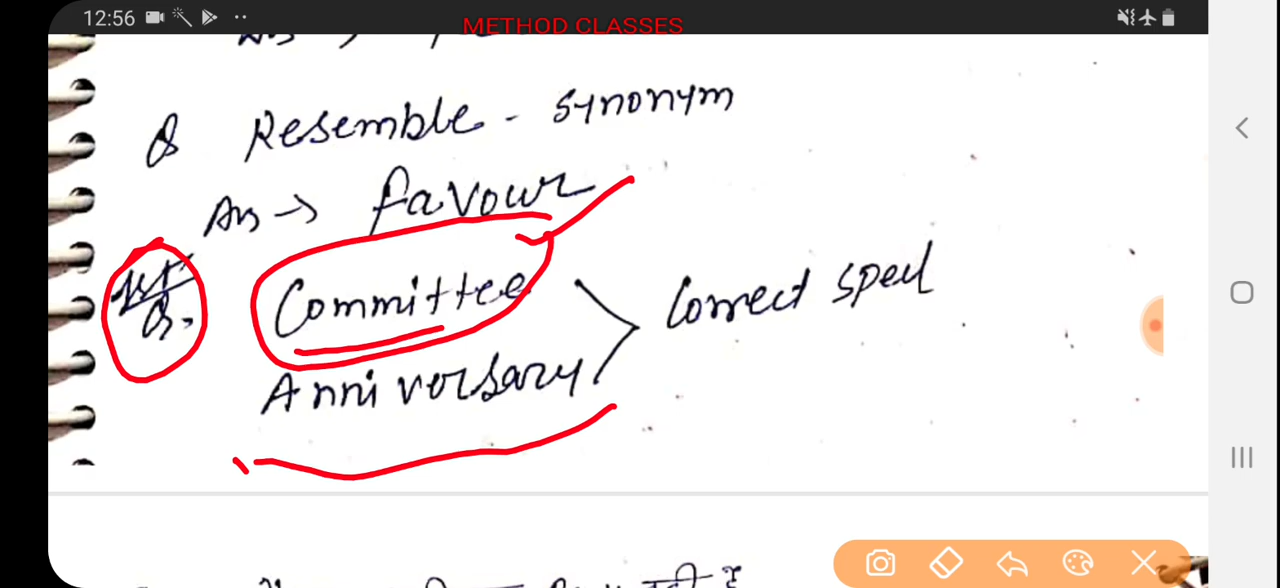 12:56
METHOD CLASSES
Q Resemble - synonym
Ans → favour
Q. Committee
Anniversary
Correct spell